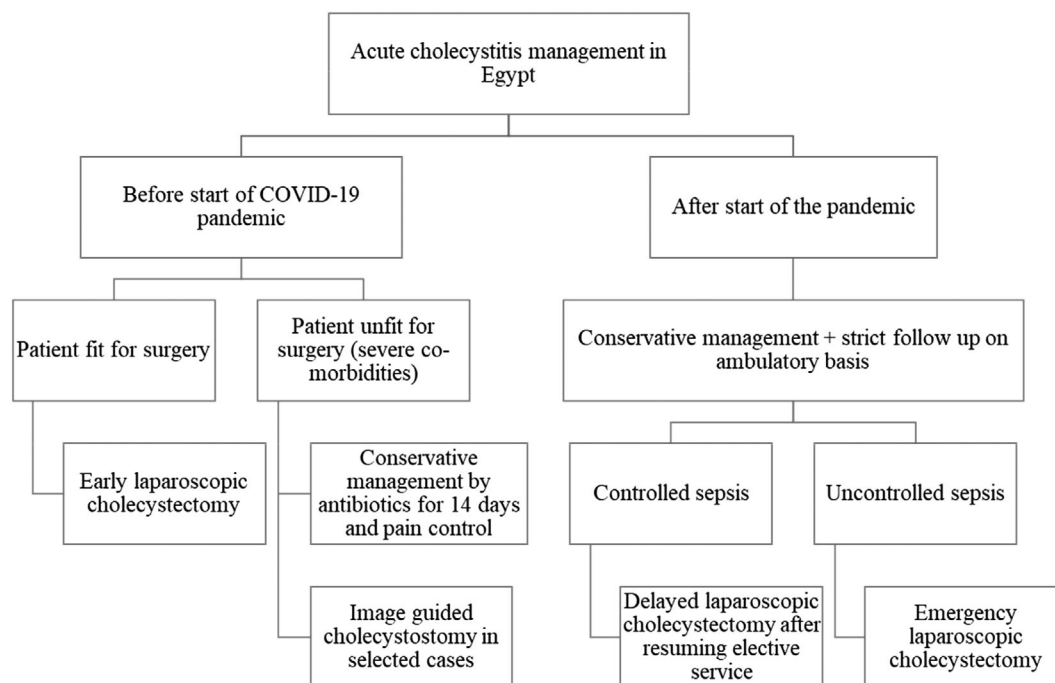 Acute cholecystitis management in
Egypt
Before start of COVID-19
pandemic
After start of the pandemic
Patient fit for surgery
Patient unfit for
surgery (severe co-
morbidities)
Conservative management + strict follow up on
ambulatory basis
Early laparoscopic
cholecystectomy
Conservative
management by
antibiotics for 14 days
and pain control
Controlled sepsis
Uncontrolled sepsis
Image guided
cholecystostomy in
selected cases
Delayed laparoscopic
cholecystectomy after
resuming elective
service
Emergency
laparoscopic
cholecystectomy